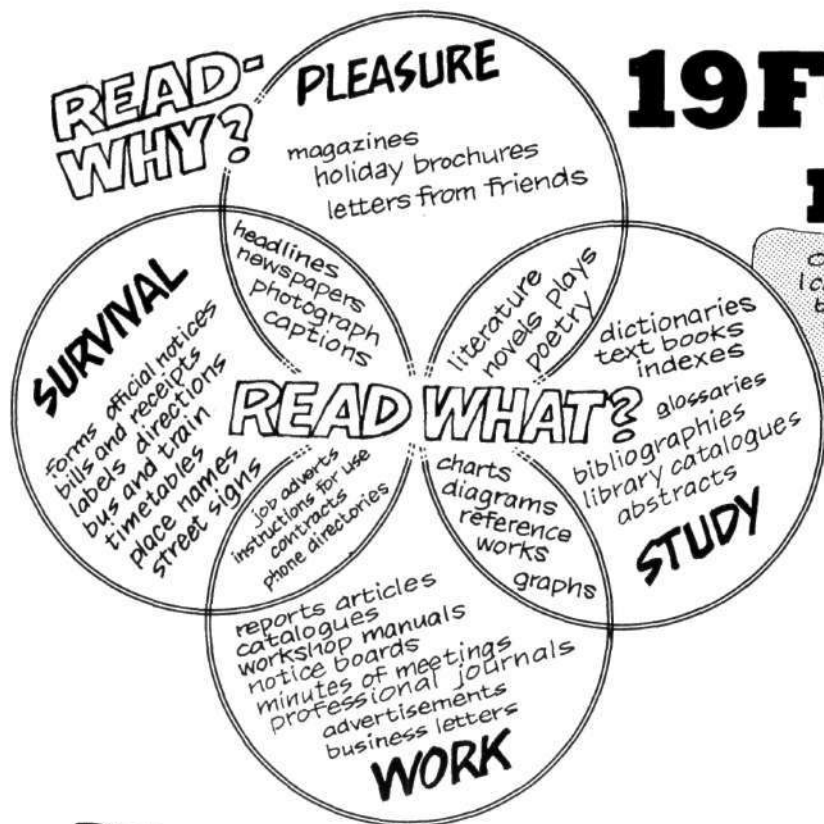 READ-
WHY?
PLEASURE
magazines
holiday brochures
letters from friends
19F
headlines
newspapers
photograph
captions
literature
novels plays
poetry
SURVIVAL
forms official notices
bills and receipts
labels directions
bus and train
timetables
place names
street signs
READ WHAT?
dictionaries
text books
indexes
glossaries
bibliographies
library catalogues
abstracts
STUDY
job adverts
instructions for use
contracts
phone directories
charts
diagrams
reference
works
graphs
reports articles
catalogues
workshop manuals
notice boards
minutes of meetings
professional journals
advertisements
business letters
WORK